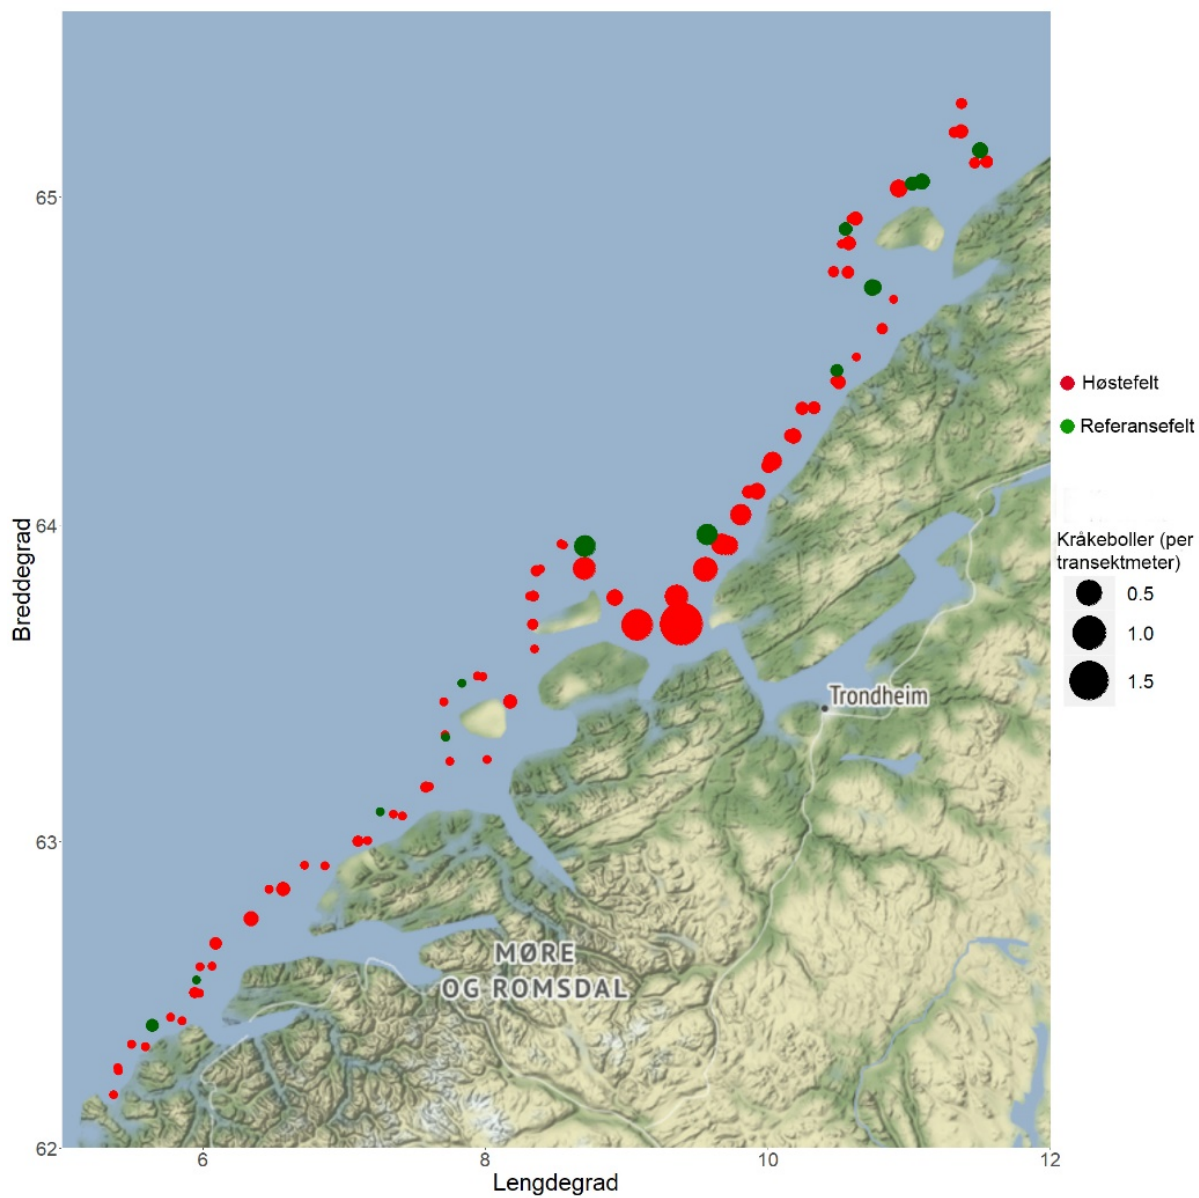 65
64
63
62
6
8
10
12
Breddegrad
Lengdegrad
Trondheim
MØRE
OG ROMSDAL
Høstefelt
Referansefelt
Kråkeboller (per
transektmeter)
0.5
1.0
1.5